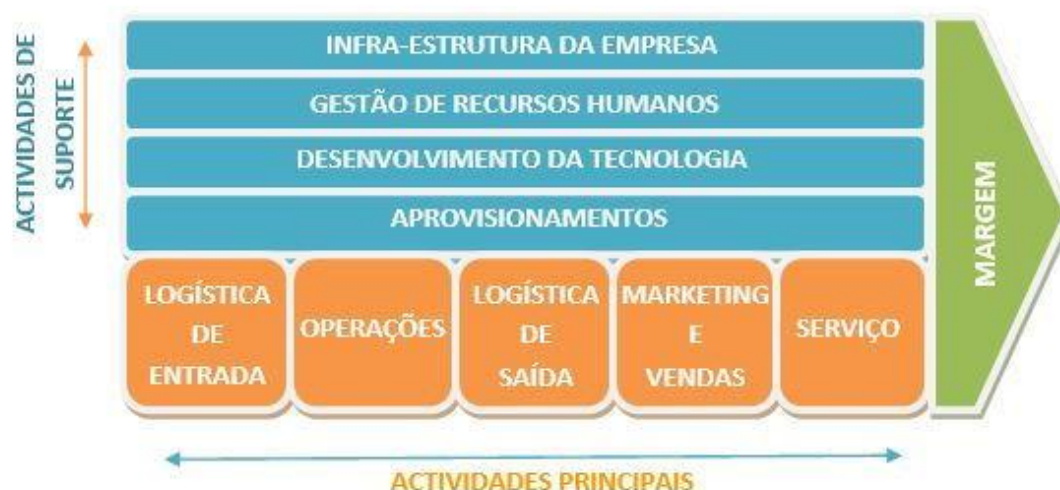 ACTIVIDADES DE
SUPORTE
INFRA-ESTRUTURA DA EMPRESA
GESTÃO DE RECURSOS HUMANOS
DESENVOLVIMENTO DA TECNOLOGIA
APROVISIONAMENTOS
LOGÍSTICA
DE
ENTRADA
OPERAÇÕES
LOGÍSTICA
DE
SAÍDA
MARKETING
E
VENDAS
SERVIÇO
MARGEM
ACTIVIDADES PRINCIPAIS